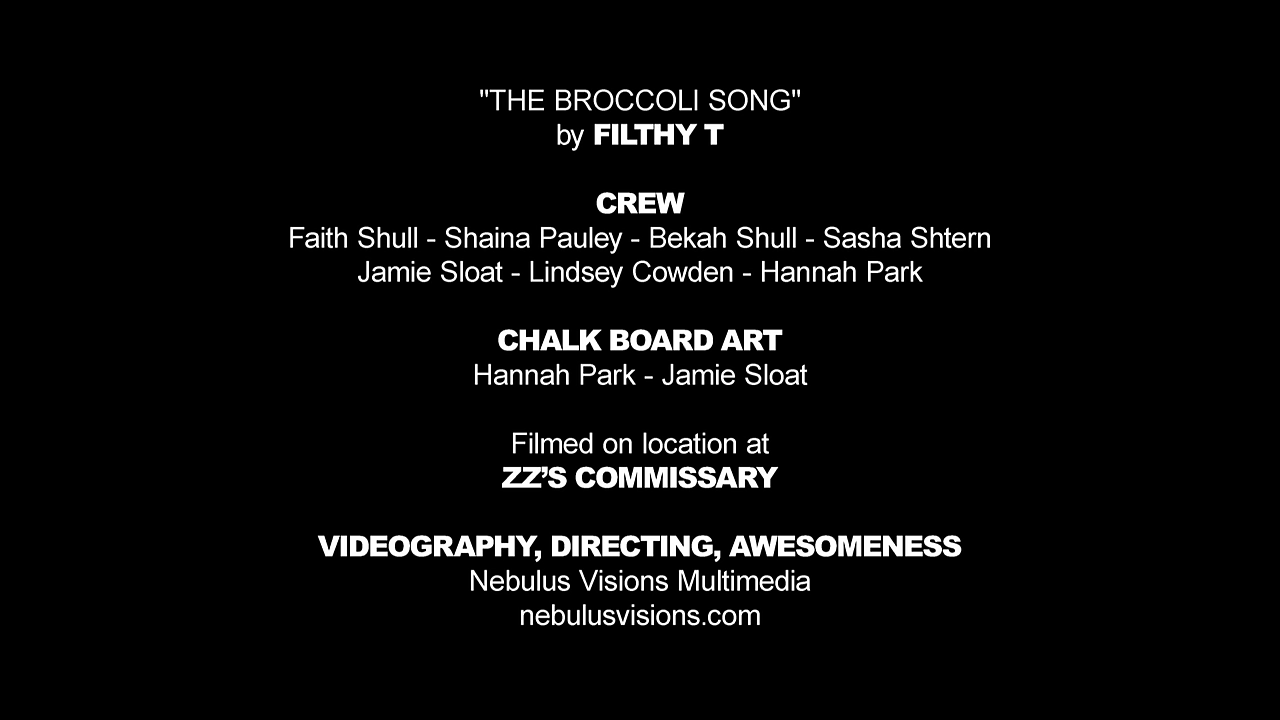 "THE BROCCOLI SONG"
by FILTHY T
CREW
Faith Shull - Shaina Pauley - Bekah Shull - Sasha Shtern
Jamie Sloat - Lindsey Cowden - Hannah Park
CHALK BOARD ART
Hannah Park - Jamie Sloat
Filmed on location at
ZZ’S COMMISSARY
VIDEOGRAPHY, DIRECTING, AWESOMENESS
Nebulus Visions Multimedia
nebulusvisions.com